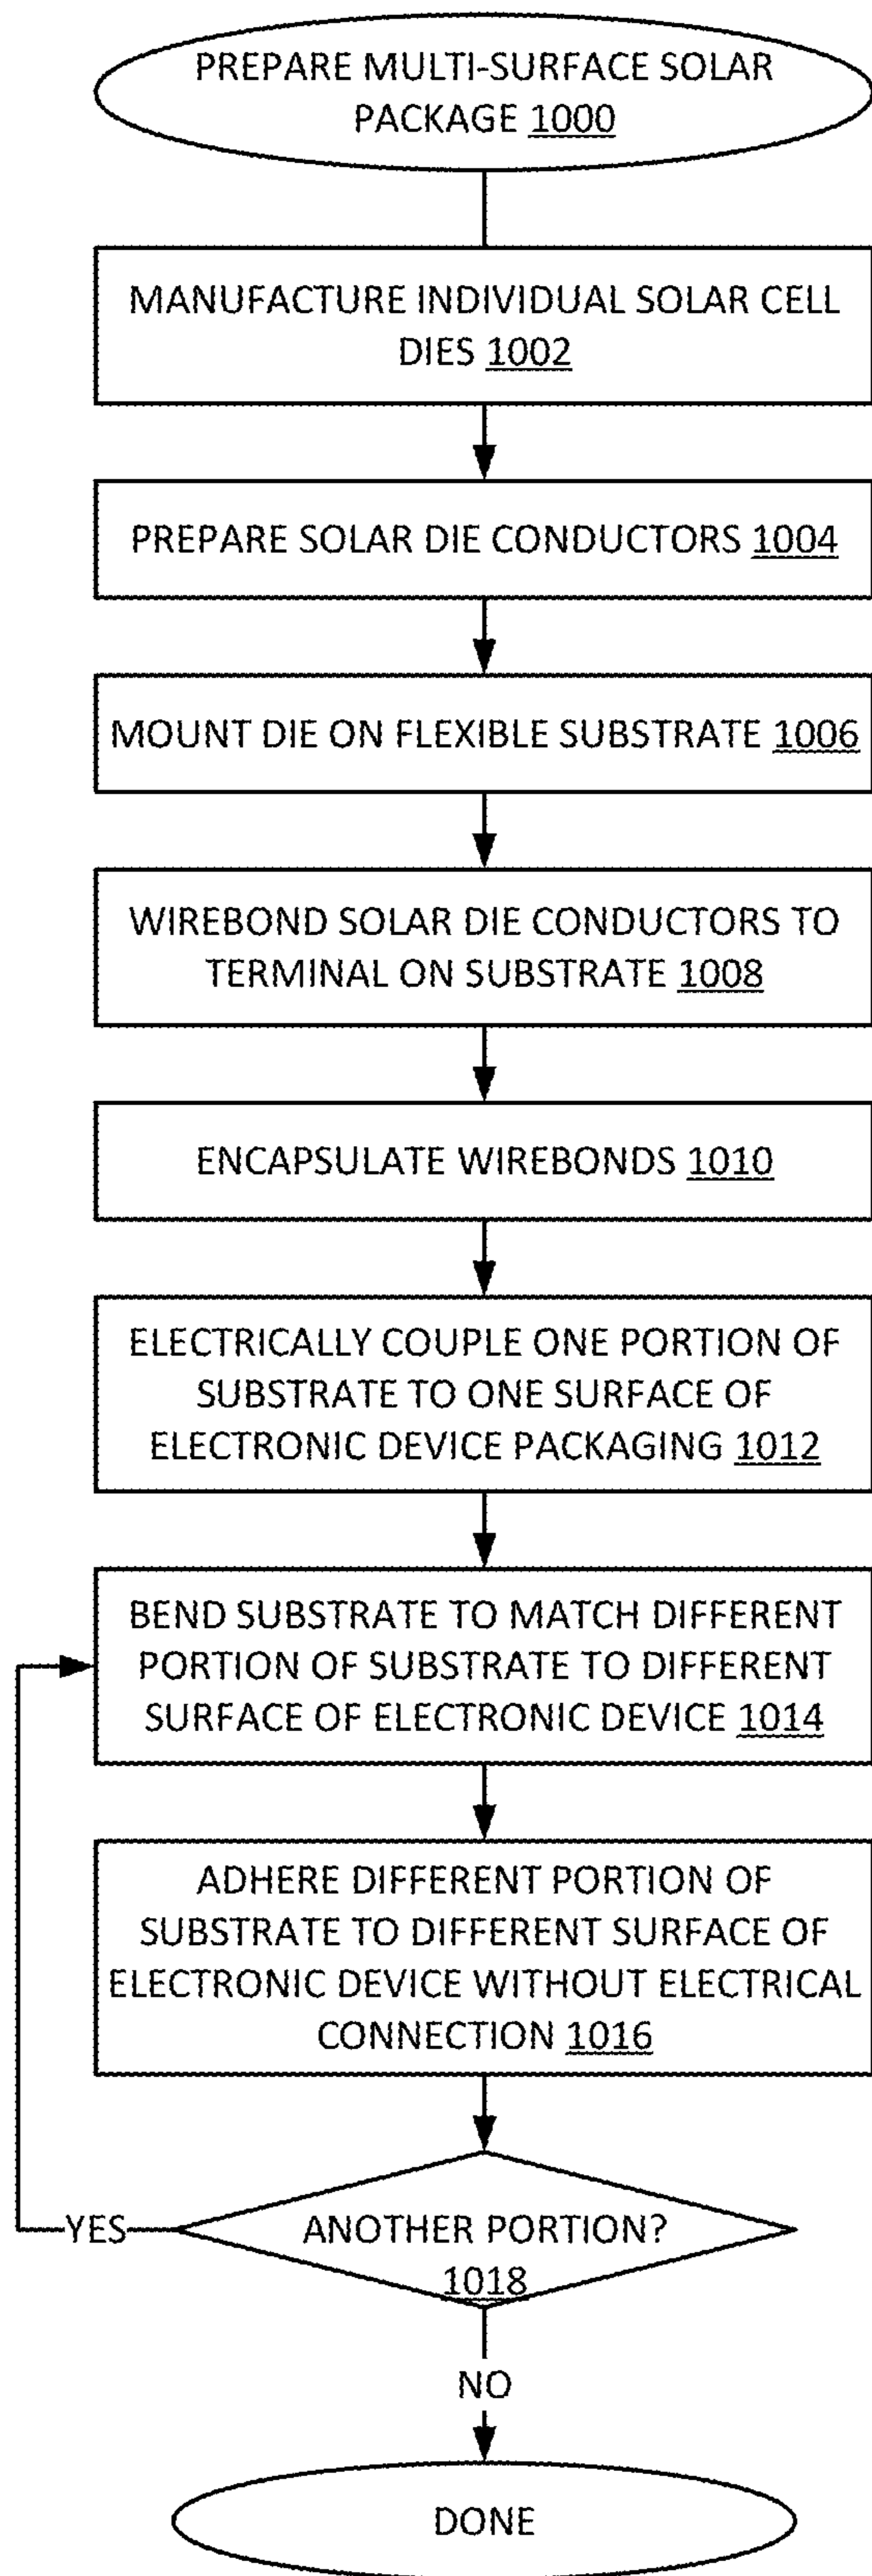 PREPARE MULTI-SURFACE SOLAR
PACKAGE 1000
MANUFACTURE INDIVIDUAL SOLAR CELL
DIES 1002
PREPARE SOLAR DIE CONDUCTORS 1004
MOUNT DIE ON FLEXIBLE SUBSTRATE 1006
WIREBOND SOLAR DIE CONDUCTORS TO
TERMINAL ON SUBSTRATE 1008
ENCAPSULATE WIREBONDS 1010
ELECTRICALLY COUPLE ONE PORTION OF
SUBSTRATE TO ONE SURFACE OF
ELECTRONIC DEVICE PACKAGING 1012
BEND SUBSTRATE TO MATCH DIFFERENT
PORTION OF SUBSTRATE TO DIFFERENT
SURFACE OF ELECTRONIC DEVICE 1014
ADHERE DIFFERENT PORTION OF
SUBSTRATE TO DIFFERENT SURFACE OF
ELECTRONIC DEVICE WITHOUT ELECTRICAL
CONNECTION 1016
YES
ANOTHER PORTION?
1018
NO
DONE